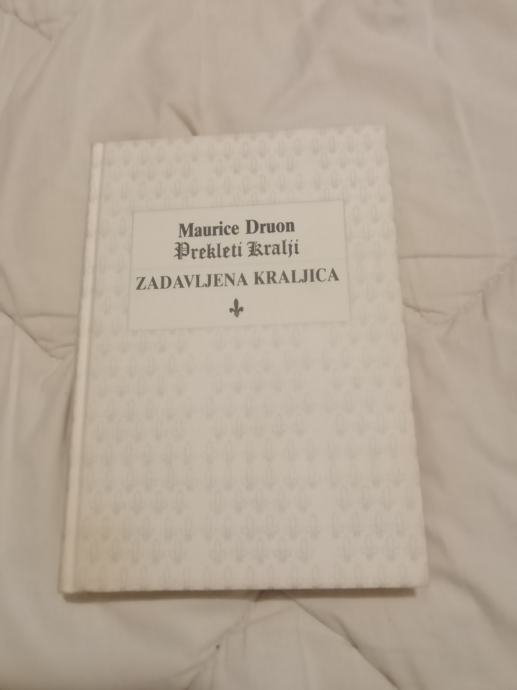 Maurice Druon
Prekleti Kralji
ZADAVLJENA KRALJICA